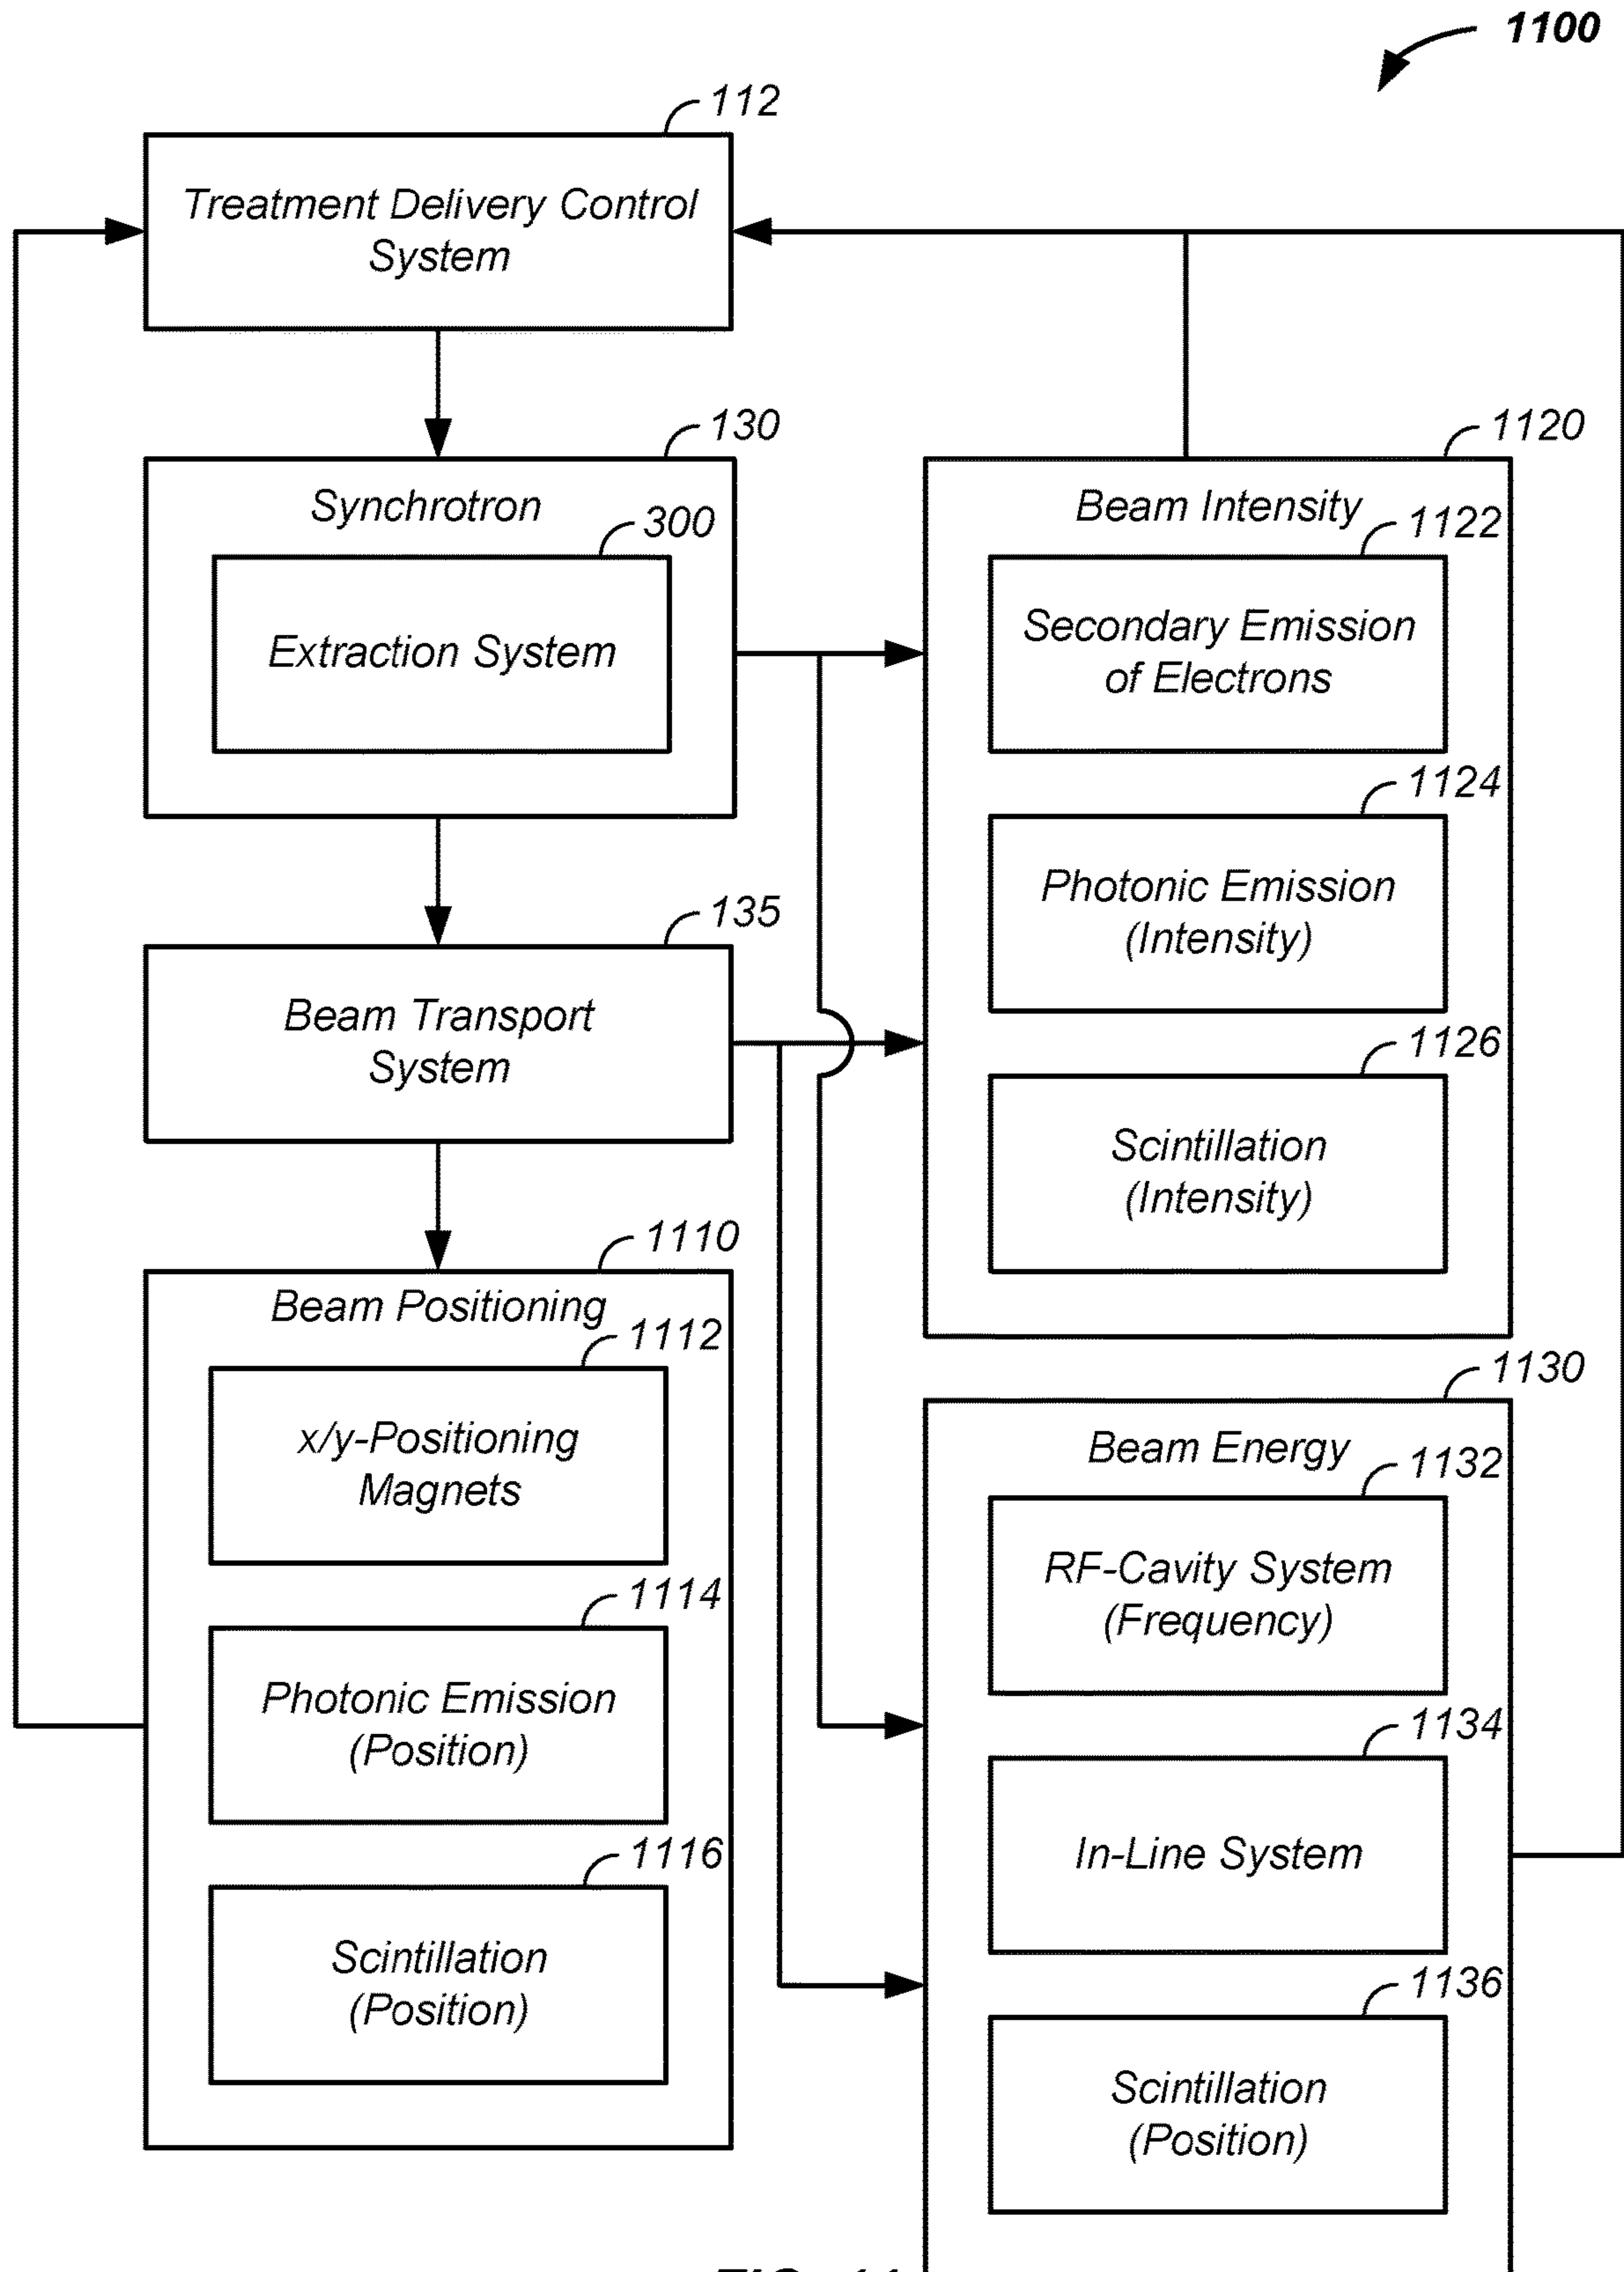 1100
112
Treatment Delivery Control
System
130
Synchrotron
300
Extraction System
135
Beam Transport
System
1110
Beam Positioning
1112
x/y-Positioning
Magnets
1114
Photonic Emission
(Position)
1116
Scintillation
(Position)
1120
Beam Intensity
1122
Secondary Emission
of Electrons
1124
Photonic Emission
(Intensity)
1126
Scintillation
(Intensity)
1130
Beam Energy
1132
RF-Cavity System
(Frequency)
1134
In-Line System
1136
Scintillation
(Position)